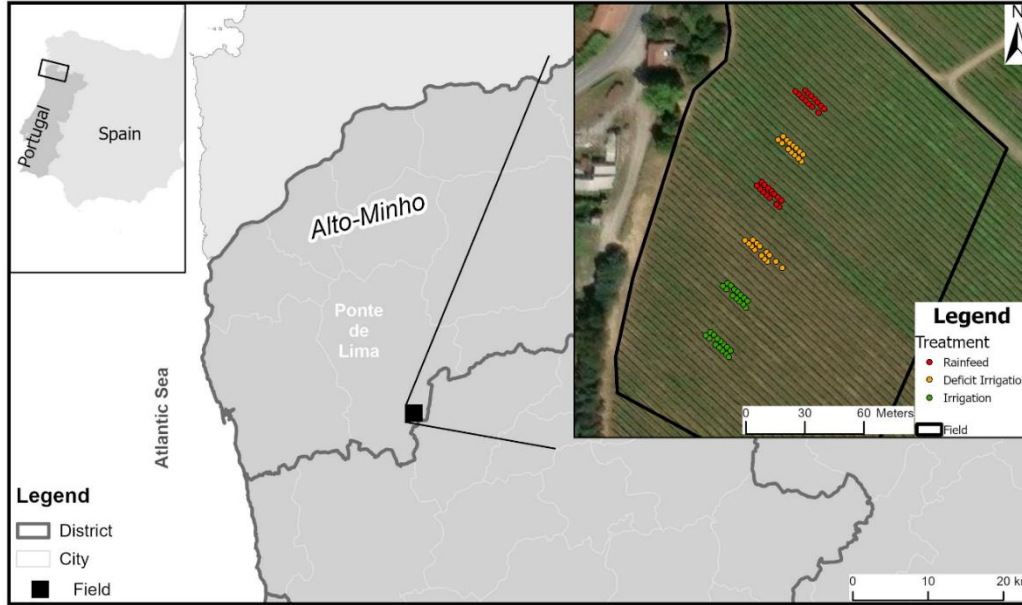 Portugal
Spain
Alto-Minho
Ponte
de
Lima
Atlantic Sea
Legend
District
City
Field
N
Legend
Treatment
Rainfeed
Deficit Irrigatio
Irrigation
Field
0 30 60 Meters
0 10 20 k